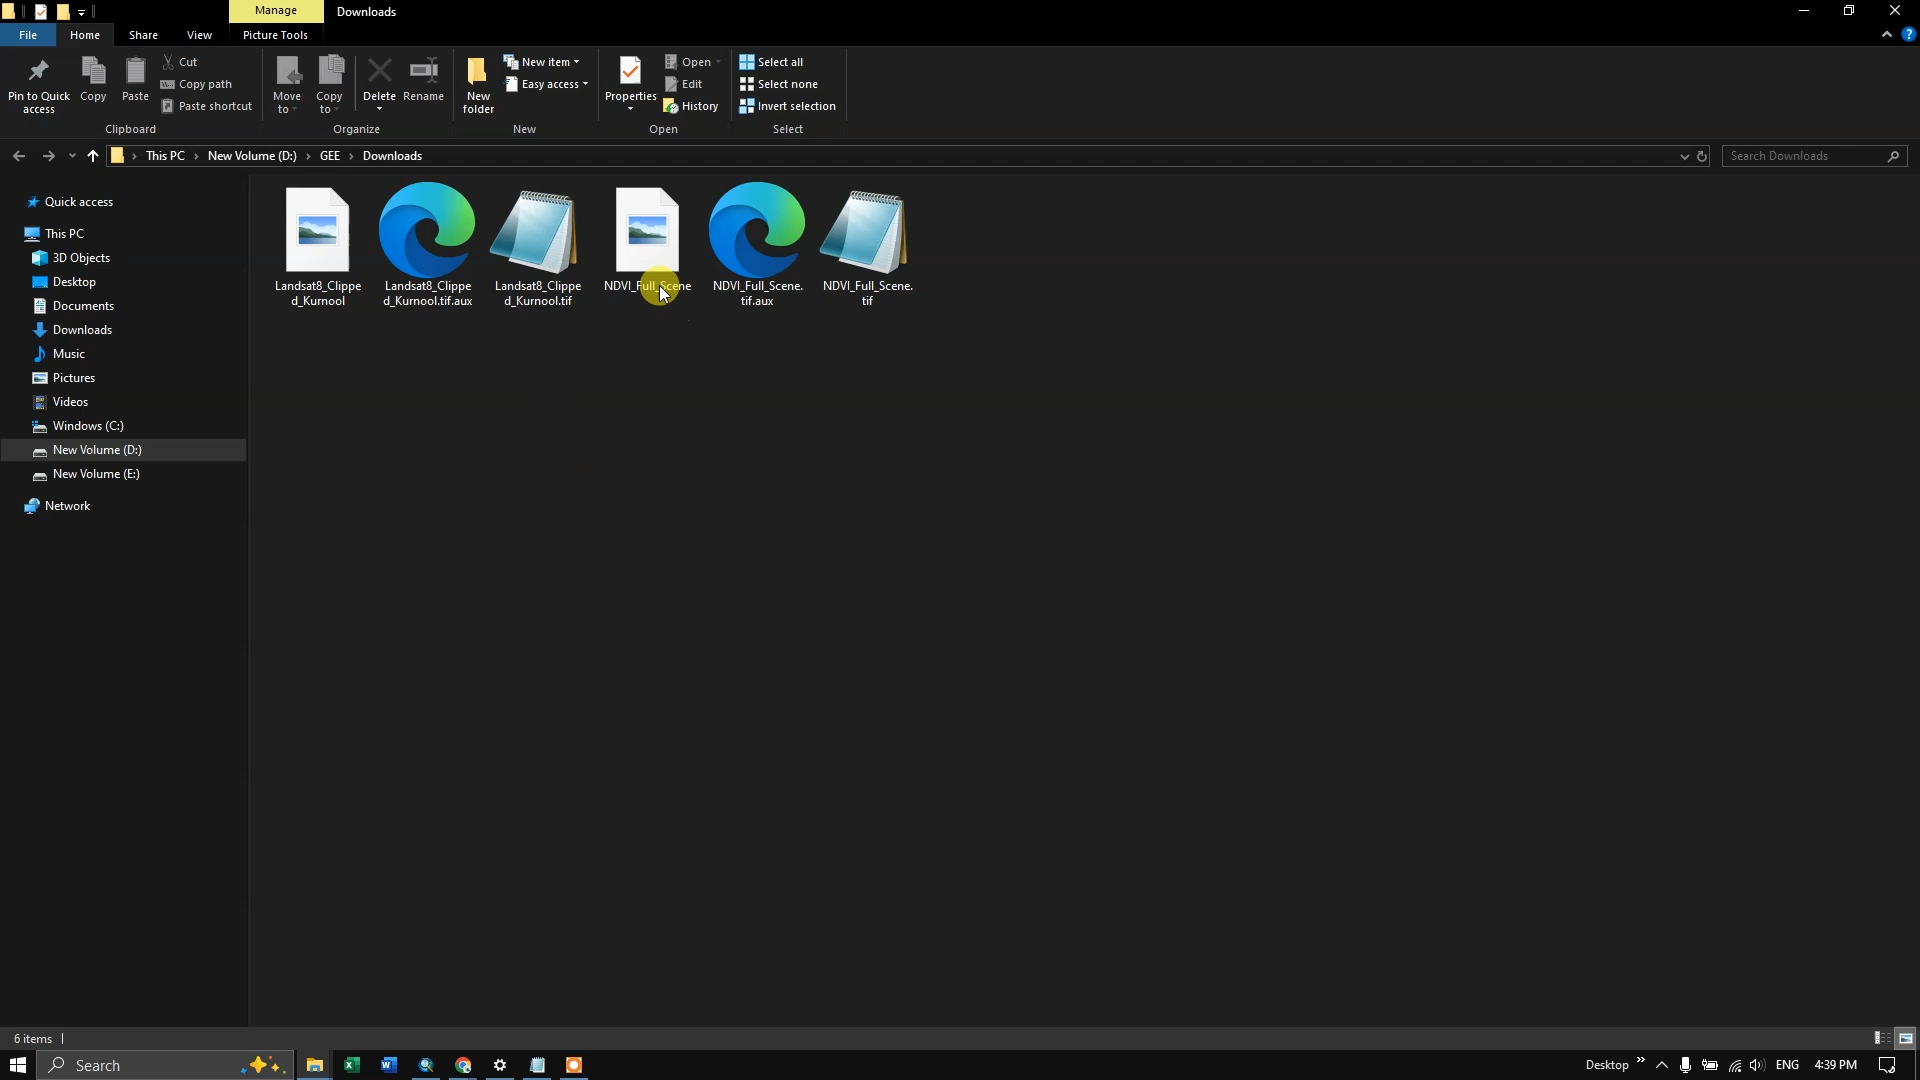 Manage
Downloads
File
Home
Share
View
Picture Tools
Pin to Quick
access
Copy
Paste
Cut
Copy path
Paste shortcut
Clipboard
Move
to
Copy
to
Delete
Rename
Organize
New
folder
New item
Easy access
New
Properties
Open
Edit
History
Open
Select all
Select none
Invert selection
Select
This PC
New Volume (D:)
GEE
Downloads
Search Downloads
Quick access
This PC
3D Objects
Desktop
Documents
Downloads
Music
Pictures
Videos
Windows (C:)
New Volume (D:)
New Volume (E:)
Network
Landsat8_Clippe
d_Kurnool
Landsat8_Clippe
d_Kurnool.tif.aux
Landsat8_Clippe
d_Kurnool.tif
NDVI_Full_Scene
NDVI_Full_Scene.
tif.aux
NDVI_Full_Scene.
tif
6 items
Search
Desktop
ENG
4:39 PM